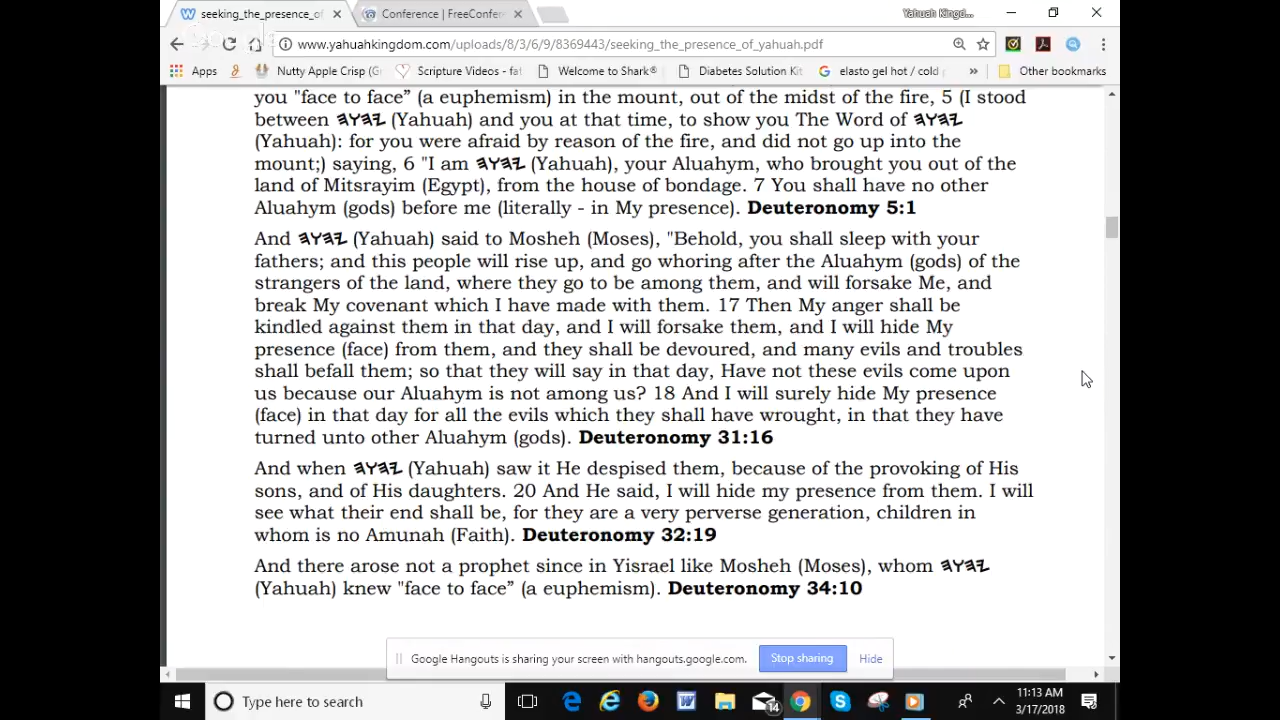 seeking_the_presence_of
Conference | FreeConfer
Yahuah Kingd...
www.yahuahkingdom.com/uploads/8/3/6/9/8369443/seeking_the_presence_of_yahuah.pdf
Apps
Nutty Apple Crisp (Gr
Scripture Videos - fat
Welcome to Shark®
Diabetes Solution Kit
elasto gel hot / cold p
»
Other bookmarks
you "face to face” (a euphemism) in the mount, out of the midst of the fire, 5 (I stood
between 𐤉𐤄𐤅𐤄 (Yahuah) and you at that time, to show you The Word of 𐤉𐤄𐤅𐤄
(Yahuah: for you were afraid by reason of the fire, and did not go up into the
mount;) saying, 6 "I am 𐤉𐤄𐤅𐤄 (Yahuah), your Aluahym, who brought you out of the
land of Mitsrayim (Egypt), from the house of bondage. 7 You shall have no other
Aluahym (gods) before me (literally - in My presence). Deuteronomy 5:1
And 𐤉𐤄𐤅𐤄 (Yahuah) said to Mosheh (Moses), "Behold, you shall sleep with your
fathers; and this people will rise up, and go whoring after the Aluahym (gods) of the
strangers of the land, where they go to be among them, and will forsake Me, and
break My covenant which I have made with them. 17 Then My anger shall be
kindled against them in that day, and I will forsake them, and I will hide My
presence (face) from them, and they shall be devoured, and many evils and troubles
shall befall them; so that they will say in that day, Have not these evils come upon
us because our Aluahym is not among us? 18 And I will surely hide My presence
(face) in that day for all the evils which they shall have wrought, in that they have
turned unto other Aluahym (gods). Deuteronomy 31:16
And when 𐤉𐤄𐤅𐤄 (Yahuah) saw it He despised them, because of the provoking of His
sons, and of His daughters. 20 And He said, I will hide my presence from them. I will
see what their end shall be, for they are a very perverse generation, children in
whom is no Amunah (Faith). Deuteronomy 32:19
And there arose not a prophet since in Yisrael like Mosheh (Moses), whom 𐤉𐤄𐤅𐤄
(Yahuah) knew "face to face” (a euphemism). Deuteronomy 34:10
Google Hangouts is sharing your screen with hangouts.google.com.
Stop sharing
Hide
Type here to search
14
11:13 AM
3/17/2018